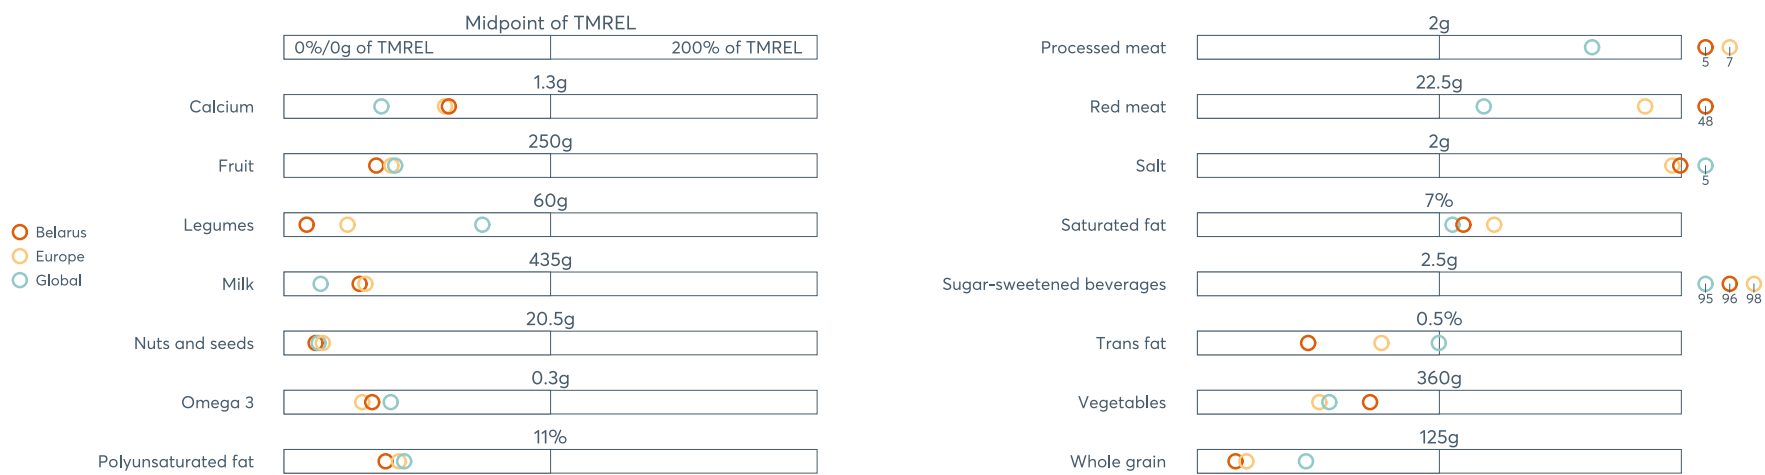 Midpoint of TMREL
0%/0g of TMREL 200% of TMREL
1.3g
Calcium
250g
Fruit
60g
Legumes
435g
Milk
20.5g
Nuts and seeds
0.3g
Omega 3
11%
Polyunsaturated fat
Belarus
Europe
Global
2g
Processed meat
5 7
22.5g
Red meat
48
2g
Salt
5
7%
Saturated fat
2.5g
Sugar-sweetened beverages
95 96 98
0.5%
Trans fat
360g
Vegetables
125g
Whole grain